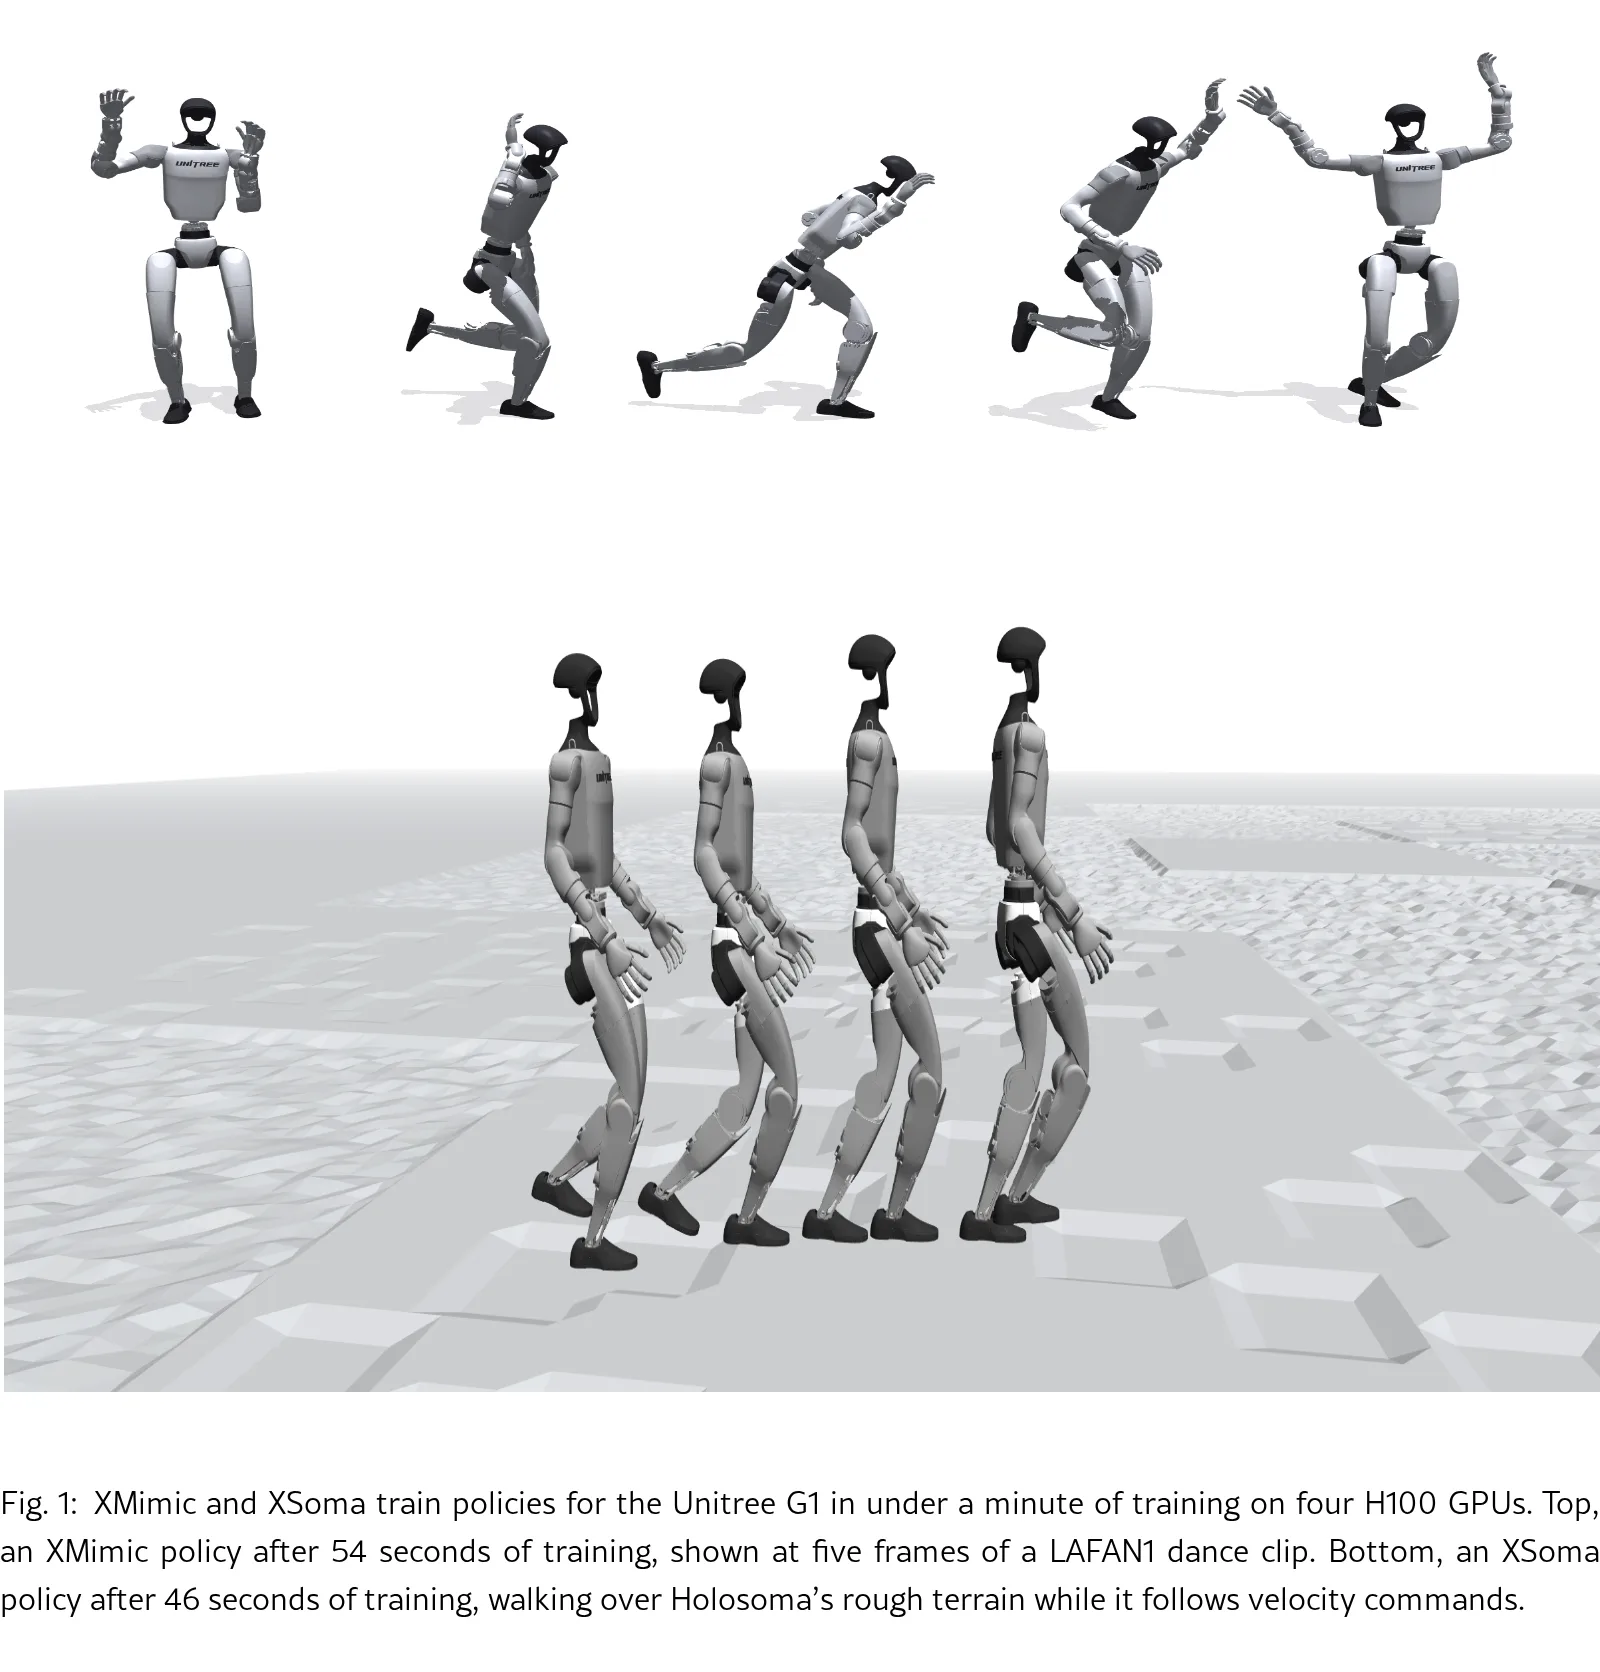 UNITREE
UNITREE
Fig. 1: XMimic and XSoma train policies for the Unitree G1 in under a minute of training on four H100 GPUs. Top,
an XMimic policy after 54 seconds of training, shown at five frames of a LAFAN1 dance clip. Bottom, an XSoma
policy after 46 seconds of training, walking over Holosoma’s rough terrain while it follows velocity commands.